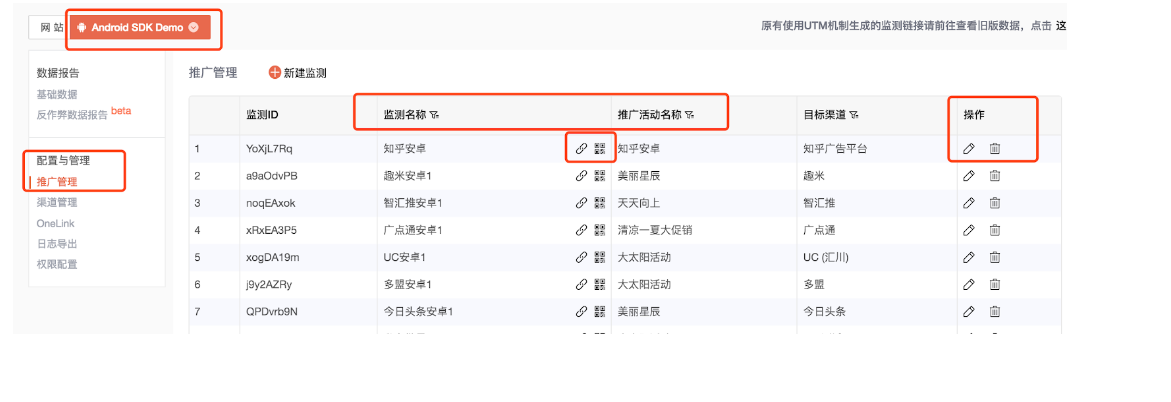 网 站 Android SDK Demo
原有使用UTM机制生成的监测链接请前往查看旧版数据，点击 这
数据报告
基础数据
反作弊数据报告 beta
配置与管理
推广管理
渠道管理
OneLink
日志导出
权限配置
推广管理 新建监测
监测ID 监测名称 推广活动名称 目标渠道 操作
1 YoXjL7Rq 知乎安卓 知乎安卓 知乎广告平台
2 a9aOdvPB 趣米安卓1 美丽星辰 趣米
3 noqEAxok 智汇推安卓1 天天向上 智汇推
4 xRxEA3P5 广点通安卓1 清凉一夏大促销 广点通
5 xogDA19m UC安卓1 大太阳活动 UC (汇川)
6 j9y2AZRy 多盟安卓1 大太阳活动 多盟
7 QPDvrb9N 今日头条安卓1 美丽星辰 今日头条